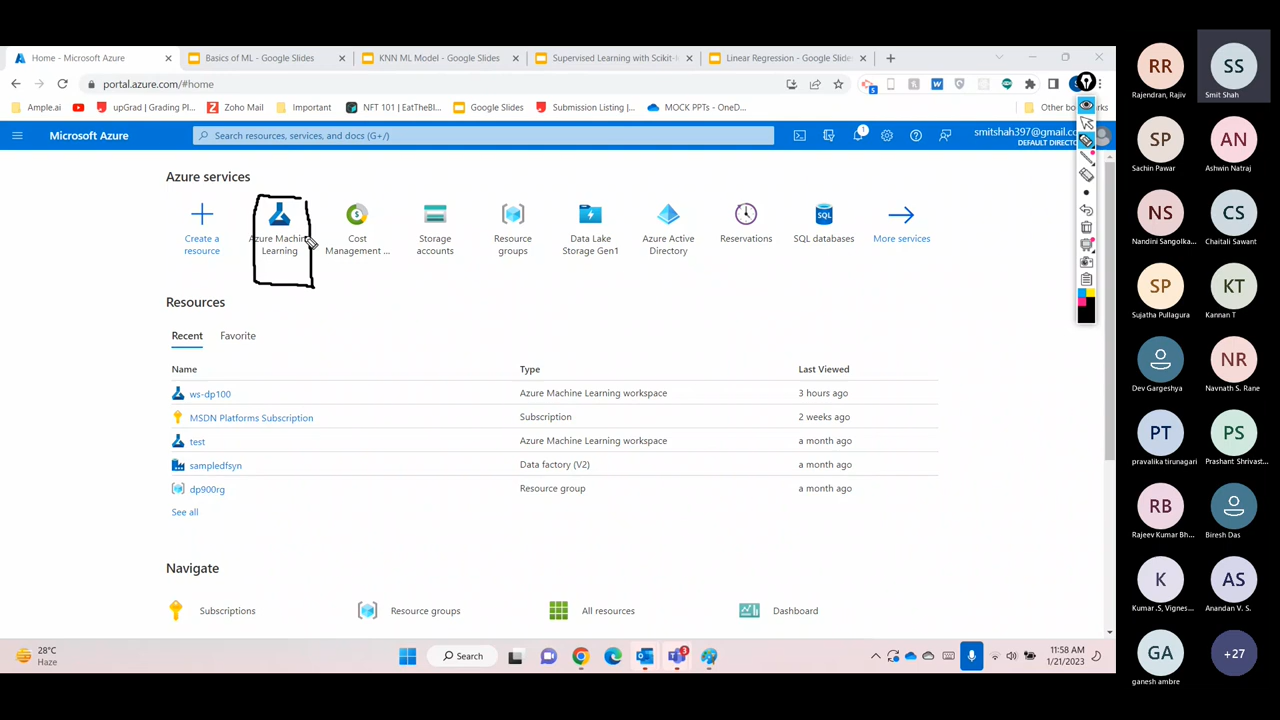 Home - Microsoft Azure
Basics of ML - Google Slides
KNN ML Model - Google Slides
Supervised Learning with Scikit-
Linear Regression - Google Slides
portal.azure.com/#home
Ample.ai
upGrad | Grading Pl...
Zoho Mail
Important
NFT 101 | EatTheBl...
Google Slides
Submission Listing |...
MOCK PPTs - OneD...
Other bookmarks
Microsoft Azure
Search resources, services, and docs (G+/)
1
smitshah397@gmail.co
DEFAULT DIRECTO
Azure services
Create a resource
Azure Machin
Learning
Cost
Management ...
Storage
accounts
Resource
groups
Data Lake
Storage Gen1
Azure Active
Directory
Reservations
SQL
SQL databases
More services
Resources
Recent
Favorite
Name
Type
Last Viewed
ws-dp100
Azure Machine Learning workspace
3 hours ago
MSDN Platforms Subscription
Subscription
2 weeks ago
test
Azure Machine Learning workspace
a month ago
sampledfsyn
Data factory (V2)
a month ago
dp900rg
Resource group
a month ago
See all
Navigate
Subscriptions
Resource groups
All resources
Dashboard
28°C
Haze
Search
3
11:58 AM
1/21/2023
RR
Rajendran, Rajiv
SS
Smit Shah
SP
Sachin Pawar
AN
Ashwin Natraj
NS
Nandini Sangolka...
CS
Chaitali Sawant
SP
Sujatha Pullagura
KT
Kannan T
Dev Gargeshya
NR
Navnath S. Rane
PT
pravalika tirunagari
PS
Prashant Shrivast...
RB
Rajeev Kumar Bh...
Biresh Das
K
Kumar .S, Vignes...
AS
Anandan V. S.
GA
ganesh ambre
+27